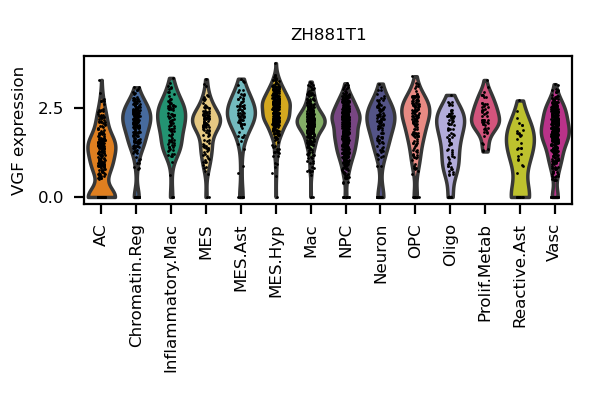 ZH881T1
VGF expression
2.5
0.0
AC
Chromatin.Reg
Inflammatory.Mac
MES
MES.Ast
MES.Hyp
Mac
NPC
Neuron
OPC
Oligo
Prolif.Metab
Reactive.Ast
Vasc